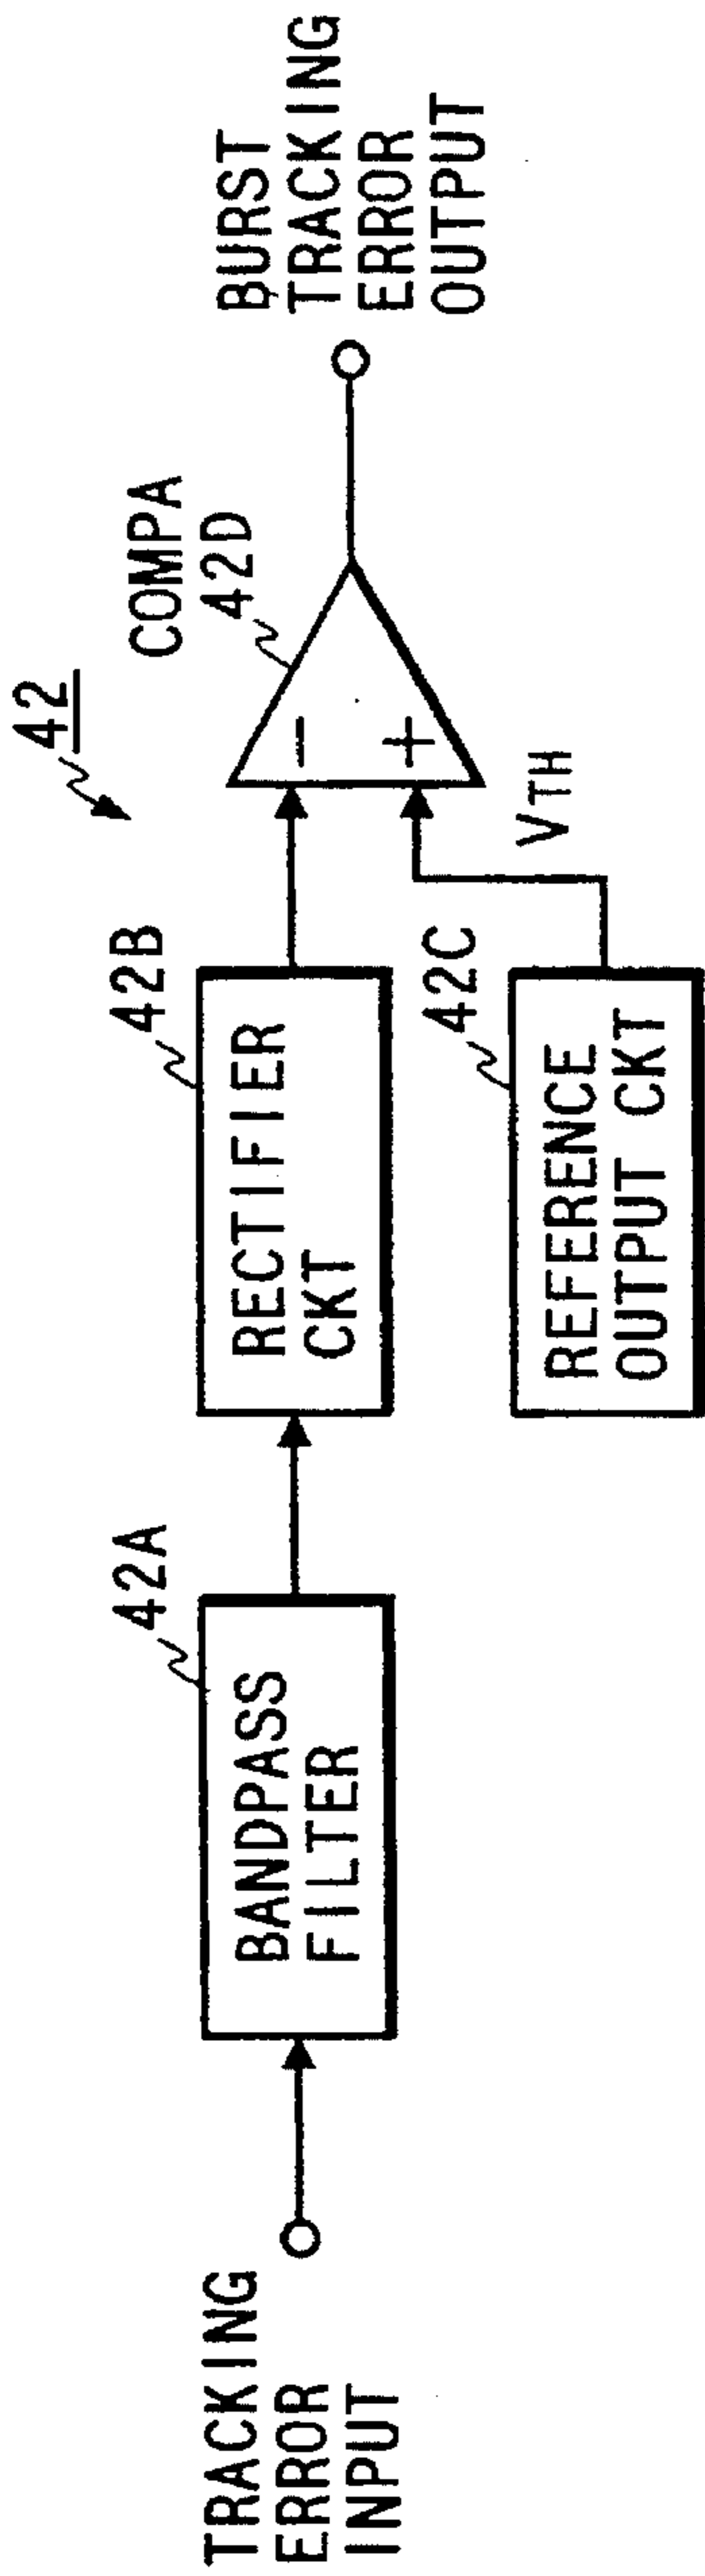 42
TRACKING
ERROR
INPUT
42A
BANDPASS
FILTER
42B
RECTIFIER
CKT
42C
REFERENCE
OUTPUT CKT
VTH
COMPA
42D
−
+
BURST
TRACKING
ERROR
OUTPUT